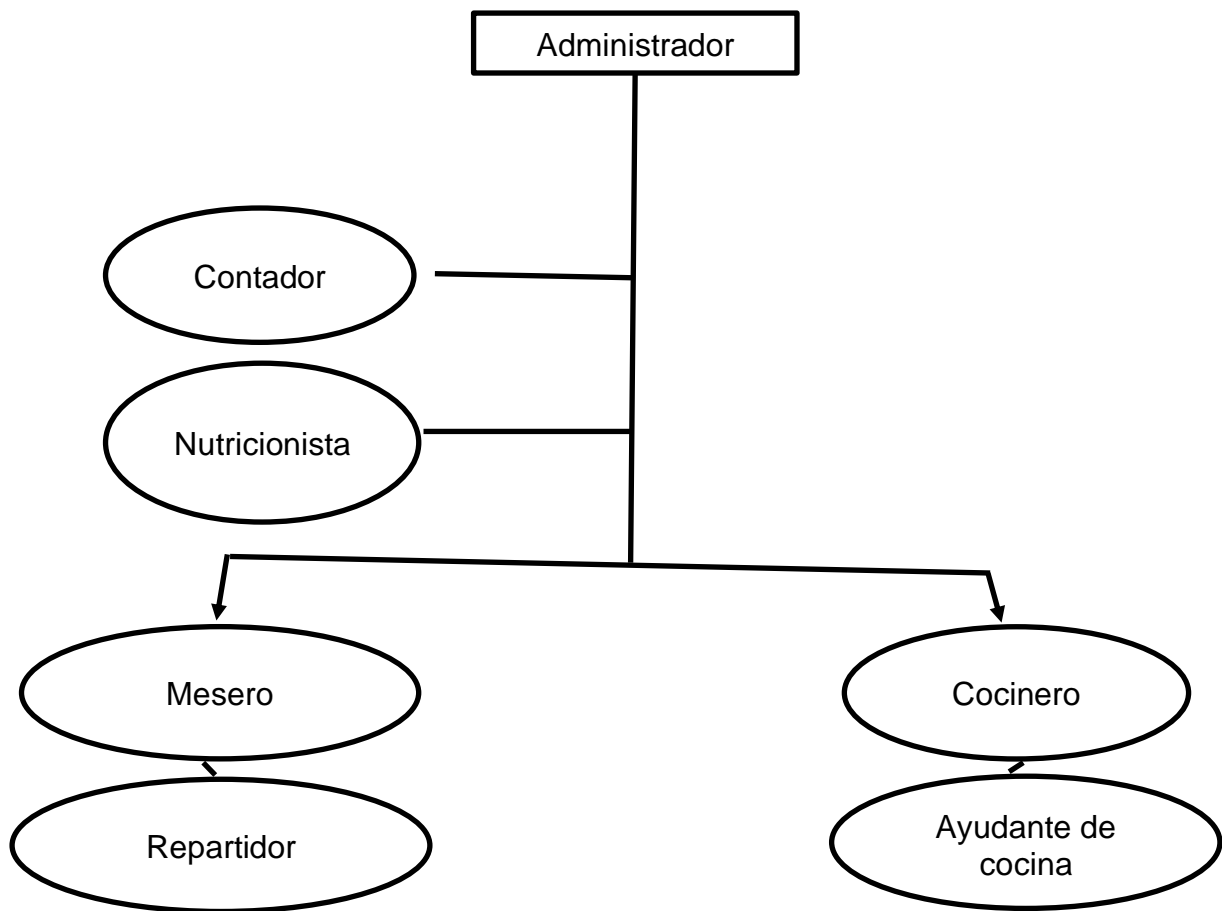 Administrador
Contador
Nutricionista
Mesero
Cocinero
Repartidor
Ayudante de
cocina